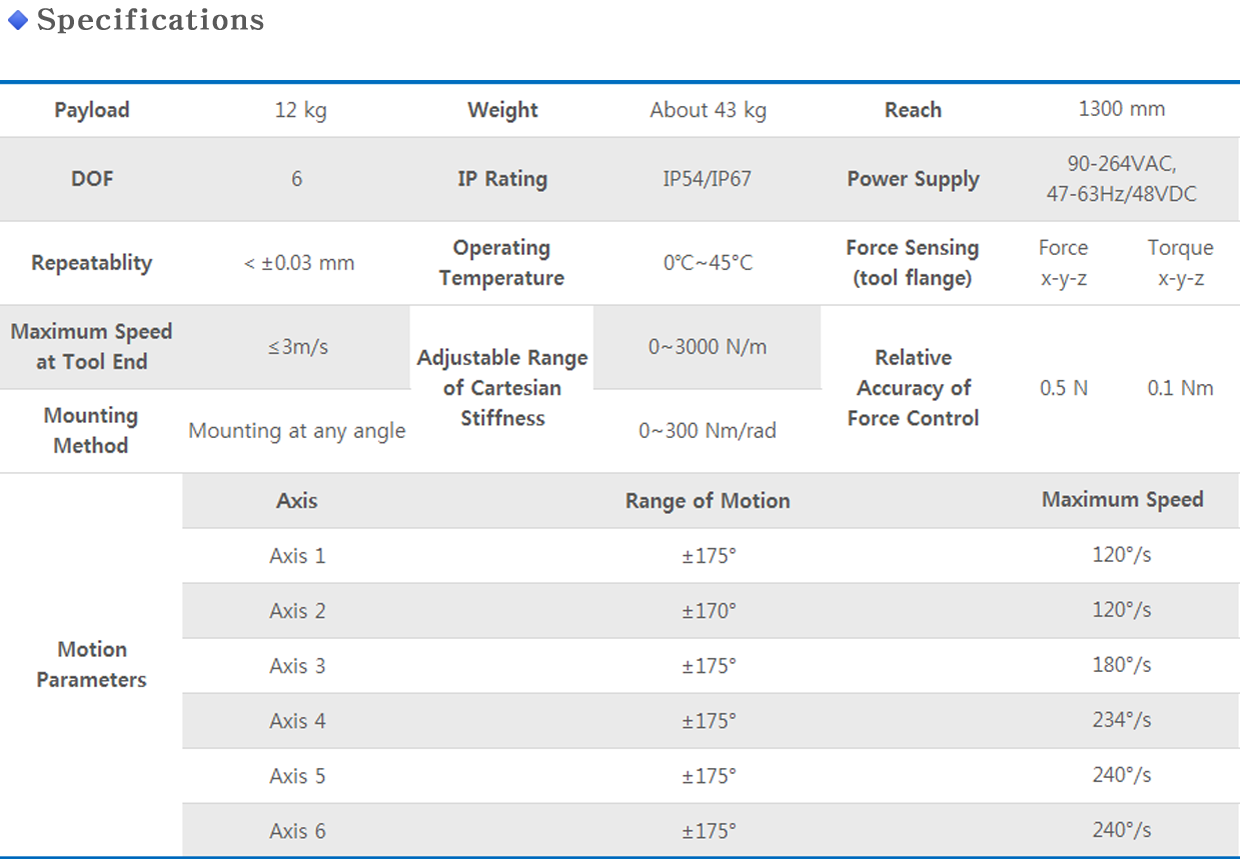 Specifications
Payload 12 kg Weight About 43 kg Reach 1300 mm
DOF 6 IP Rating IP54/IP67 Power Supply 90-264VAC,
47-63Hz/48VDC
Repeatablity < ±0.03 mm Operating
Temperature 0℃~45°C Force Sensing
(tool flange) Force
x-y-z Torque
x-y-z
Maximum Speed
at Tool End ≤3m/s Adjustable Range
of Cartesian
Stiffness 0~3000 N/m Relative
Accuracy of
Force Control 0.5 N 0.1 Nm
Mounting
Method Mounting at any angle 0~300 Nm/rad
Motion
Parameters
Axis Range of Motion Maximum Speed
Axis 1 ±175° 120°/s
Axis 2 ±170° 120°/s
Axis 3 ±175° 180°/s
Axis 4 ±175° 234°/s
Axis 5 ±175° 240°/s
Axis 6 ±175° 240°/s